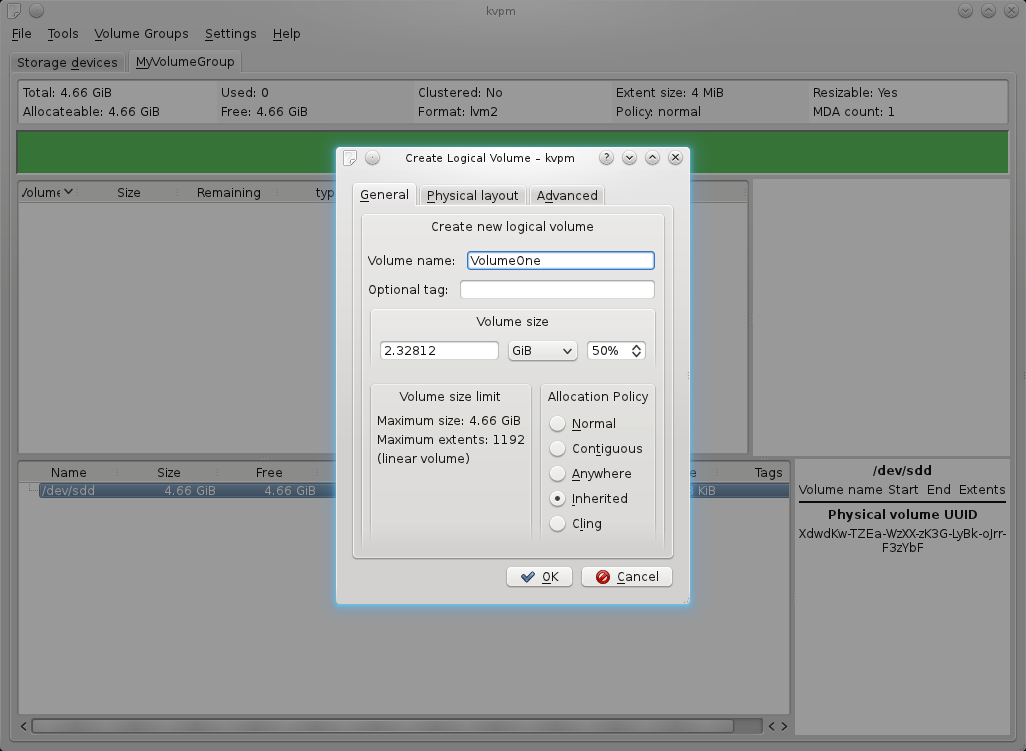 kvpm
File Tools Volume Groups Settings Help
Storage devices MyVolumeGroup
Total: 4.66 GiB Used: 0 Clustered: No Extent size: 4 MiB Resizable: Yes
Allocateable: 4.66 GiB Free: 4.66 GiB Format: lvm2 Policy: normal MDA count: 1
Create Logical Volume – kvpm
Size Remaining
General Physical layout Advanced
Create new logical volume
Volume name: VolumeOne
Optional tag:
Volume size
2.32812 GiB 50%
Volume size limit
Maximum size: 4.66 GiB
Maximum extents: 1192
(linear volume)
Allocation Policy
Normal
Contiguous
Anywhere
Inherited
Cling
OK Cancel
Name Size Free Tags
/dev/sdd 4.66 GiB 4.66 GiB KiB
/dev/sdd
Volume name Start End Extents
Physical volume UUID
XdwdKw-TZEa-WzXX-zK3G-LyBk-oJrr-
F3zYbF